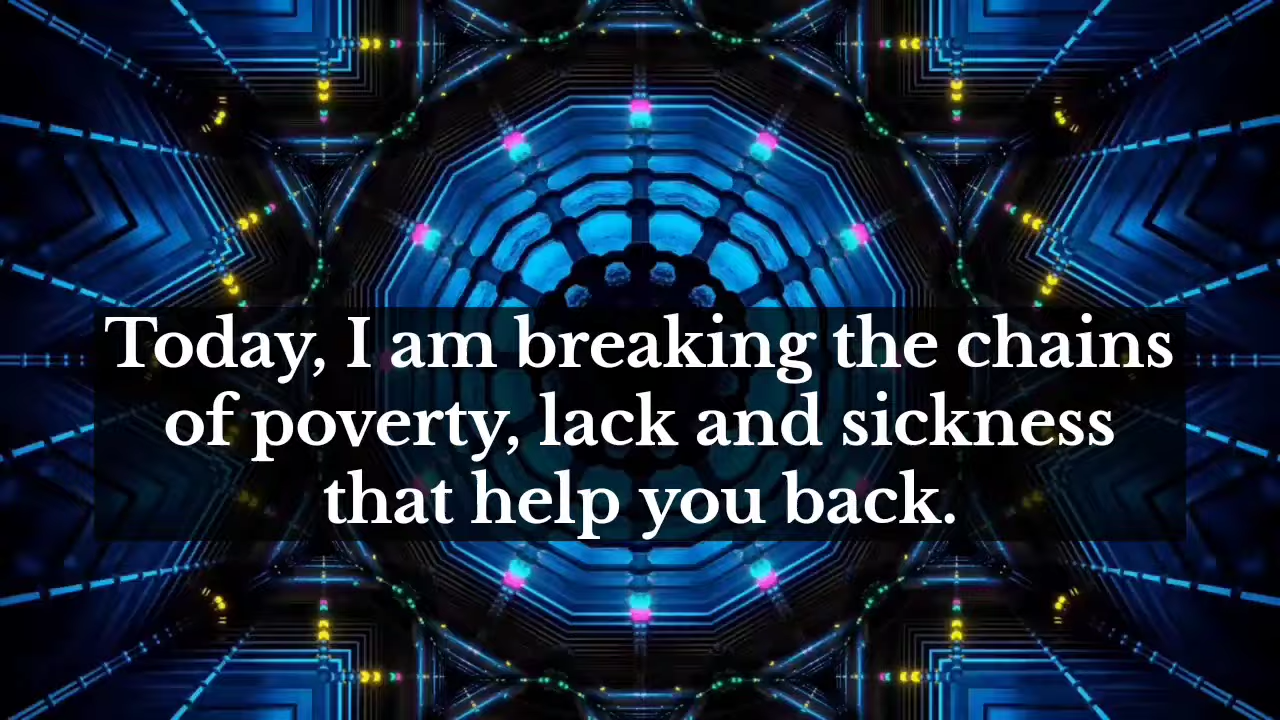 Today, I am breaking the chains
of poverty, lack and sickness
that help you back.